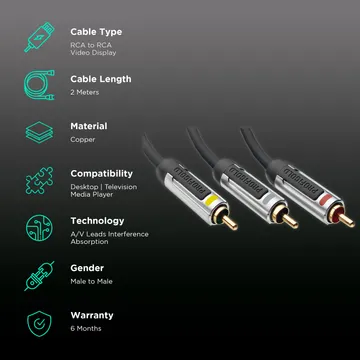 Cable Type
RCA to RCA
Video Display
Cable Length
2 Meters
Material
Copper
Compatibility
Desktop | Television
Media Player
Technology
A/V Leads Interference
Absorption
Gender
Male to Male
Warranty
6 Months